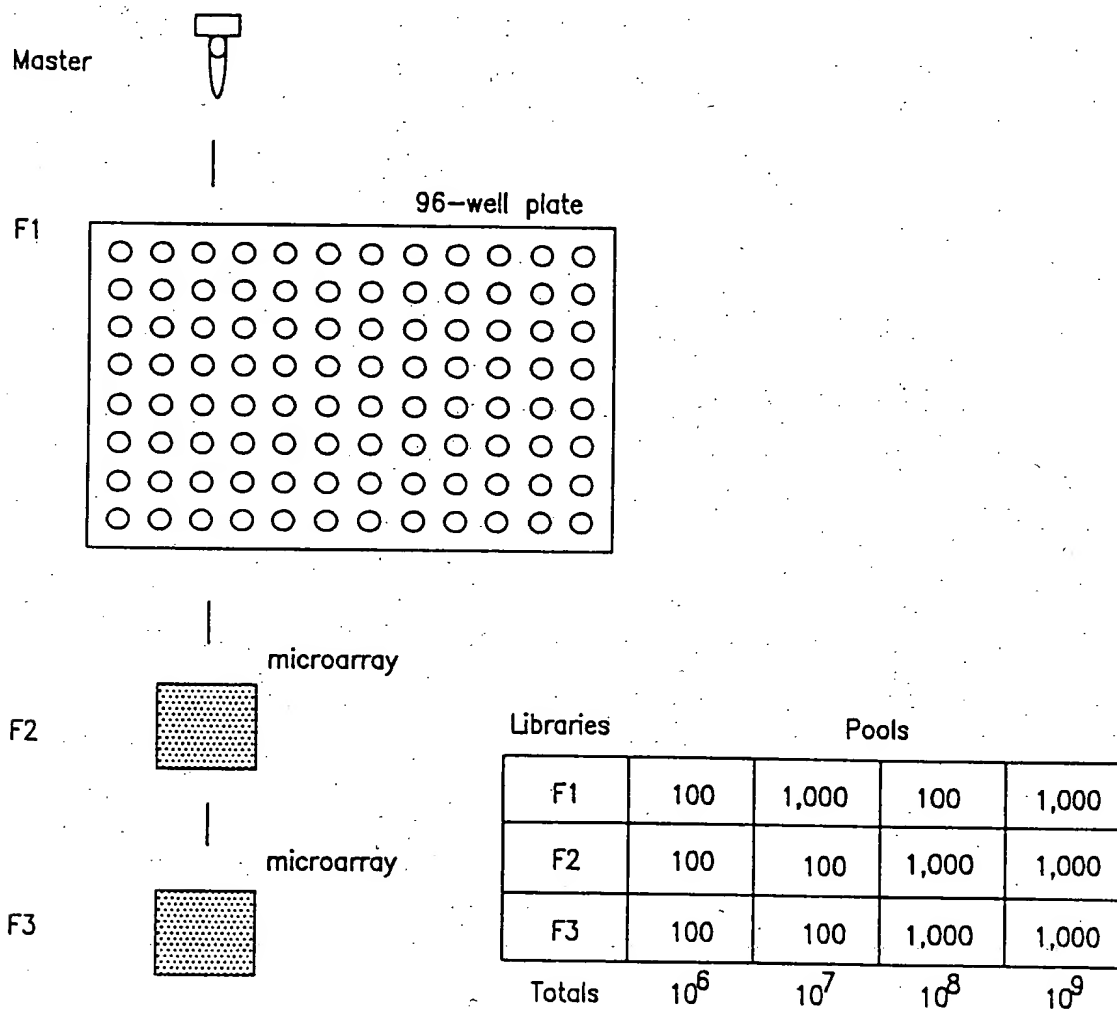 Master
F1
96-well plate
microarray
F2
microarray
F3
Libraries Pools
F1 100 1,000 100 1,000
F2 100 100 1,000 1,000
F3 100 100 1,000 1,000
Totals 10^6 10^7 10^8 10^9